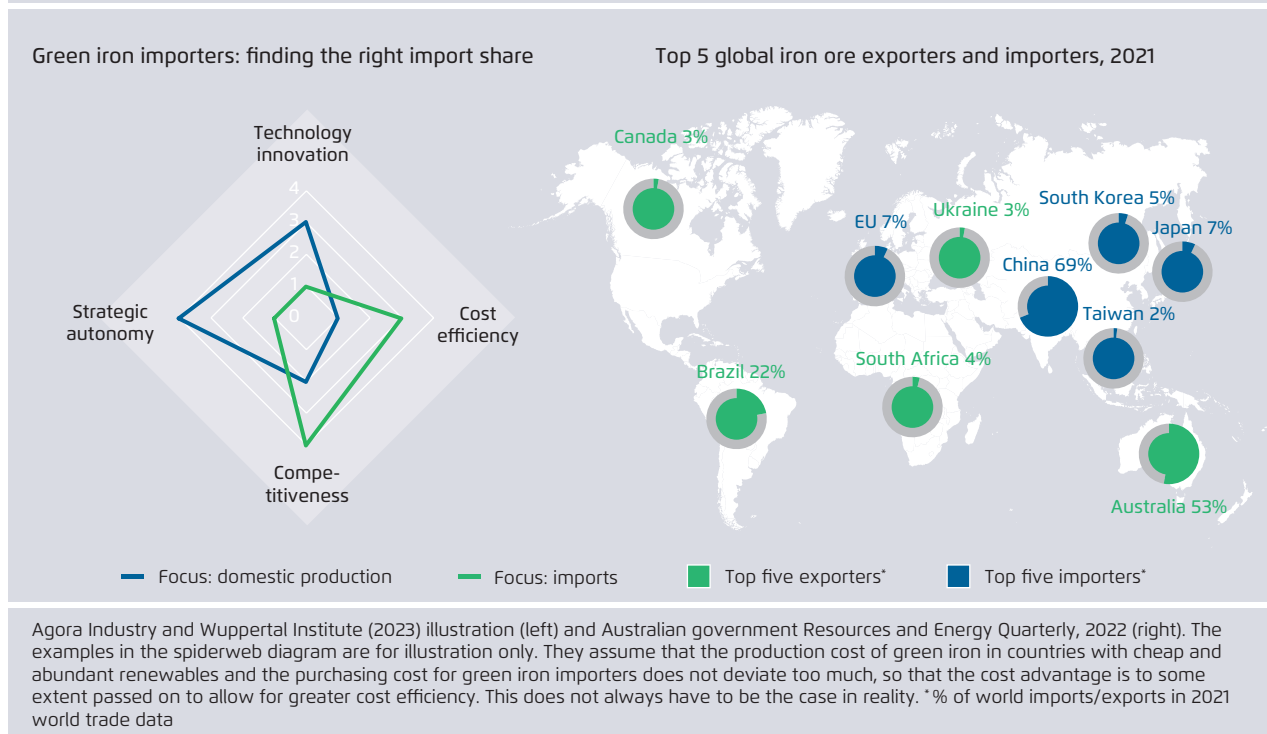 Green iron importers: finding the right import share
Technology
innovation
4
3
2
1
0
Strategic
autonomy
Cost
efficiency
Compe-
titiveness
Top 5 global iron ore exporters and importers, 2021
Canada 3%
EU 7%
Ukraine 3%
South Korea 5%
Japan 7%
China 69%
Taiwan 2%
South Africa 4%
Brazil 22%
Australia 53%
Focus: domestic production
Focus: imports
Top five exporters*
Top five importers*
Agora Industry and Wuppertal Institute (2023) illustration (left) and Australian government Resources and Energy Quarterly, 2022 (right). The
examples in the spiderweb diagram are for illustration only. They assume that the production cost of green iron in countries with cheap and
abundant renewables and the purchasing cost for green iron importers does not deviate too much, so that the cost advantage is to some
extent passed on to allow for greater cost efficiency. This does not always have to be the case in reality. *% of world imports/exports in 2021
world trade data